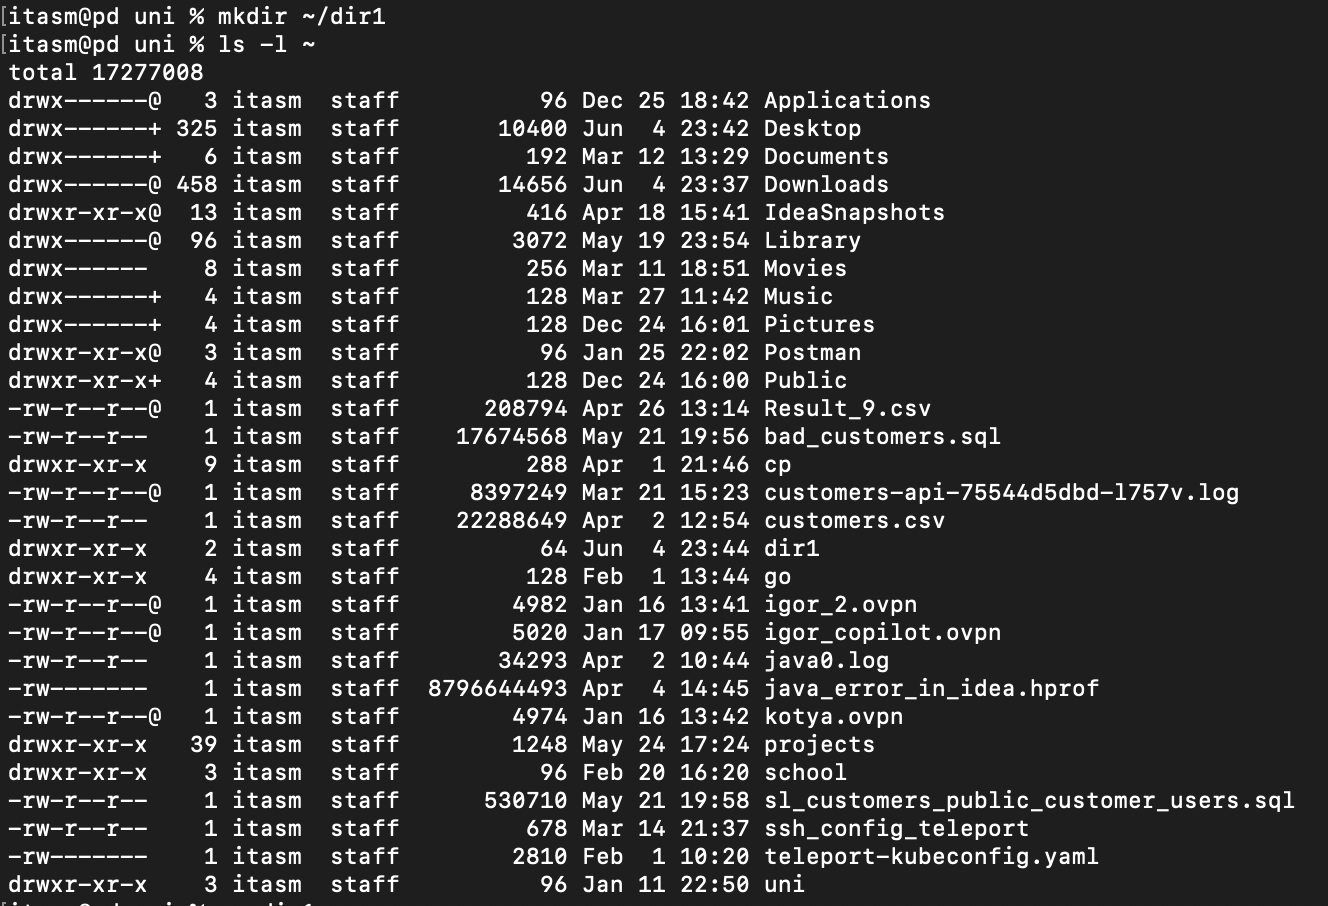 [itasm@pd uni % mkdir ~/dir1
[itasm@pd uni % ls -l ~
total 17277008
drwx------@   3 itasm  staff          96 Dec 25 18:42 Applications
drwx------+ 325 itasm  staff       10400 Jun  4 23:42 Desktop
drwx------+   6 itasm  staff         192 Mar 12 13:29 Documents
drwx------@ 458 itasm  staff       14656 Jun  4 23:37 Downloads
drwxr-xr-x@  13 itasm  staff         416 Apr 18 15:41 IdeaSnapshots
drwx------@  96 itasm  staff        3072 May 19 23:54 Library
drwx------    8 itasm  staff         256 Mar 11 18:51 Movies
drwx------+   4 itasm  staff         128 Mar 27 11:42 Music
drwx------+   4 itasm  staff         128 Dec 24 16:01 Pictures
drwxr-xr-x@   3 itasm  staff          96 Jan 25 22:02 Postman
drwxr-xr-x+   4 itasm  staff         128 Dec 24 16:00 Public
-rw-r--r--@   1 itasm  staff      208794 Apr 26 13:14 Result_9.csv
-rw-r--r--    1 itasm  staff    17674568 May 21 19:56 bad_customers.sql
drwxr-xr-x    9 itasm  staff         288 Apr  1 21:46 cp
-rw-r--r--@   1 itasm  staff     8397249 Mar 21 15:23 customers-api-75544d5dbd-l757v.log
-rw-r--r--    1 itasm  staff    22288649 Apr  2 12:54 customers.csv
drwxr-xr-x    2 itasm  staff          64 Jun  4 23:44 dir1
drwxr-xr-x    4 itasm  staff         128 Feb  1 13:44 go
-rw-r--r--@   1 itasm  staff        4982 Jan 16 13:41 igor_2.ovpn
-rw-r--r--@   1 itasm  staff        5020 Jan 17 09:55 igor_copilot.ovpn
-rw-r--r--    1 itasm  staff       34293 Apr  2 10:44 java0.log
-rw-------    1 itasm  staff  8796644493 Apr  4 14:45 java_error_in_idea.hprof
-rw-r--r--@   1 itasm  staff        4974 Jan 16 13:42 kotya.ovpn
drwxr-xr-x   39 itasm  staff        1248 May 24 17:24 projects
drwxr-xr-x    3 itasm  staff          96 Feb 20 16:20 school
-rw-r--r--    1 itasm  staff      530710 May 21 19:58 sl_customers_public_customer_users.sql
-rw-r--r--    1 itasm  staff         678 Mar 14 21:37 ssh_config_teleport
-rw-------    1 itasm  staff        2810 Feb  1 10:20 teleport-kubeconfig.yaml
drwxr-xr-x    3 itasm  staff          96 Jan 11 22:50 uni